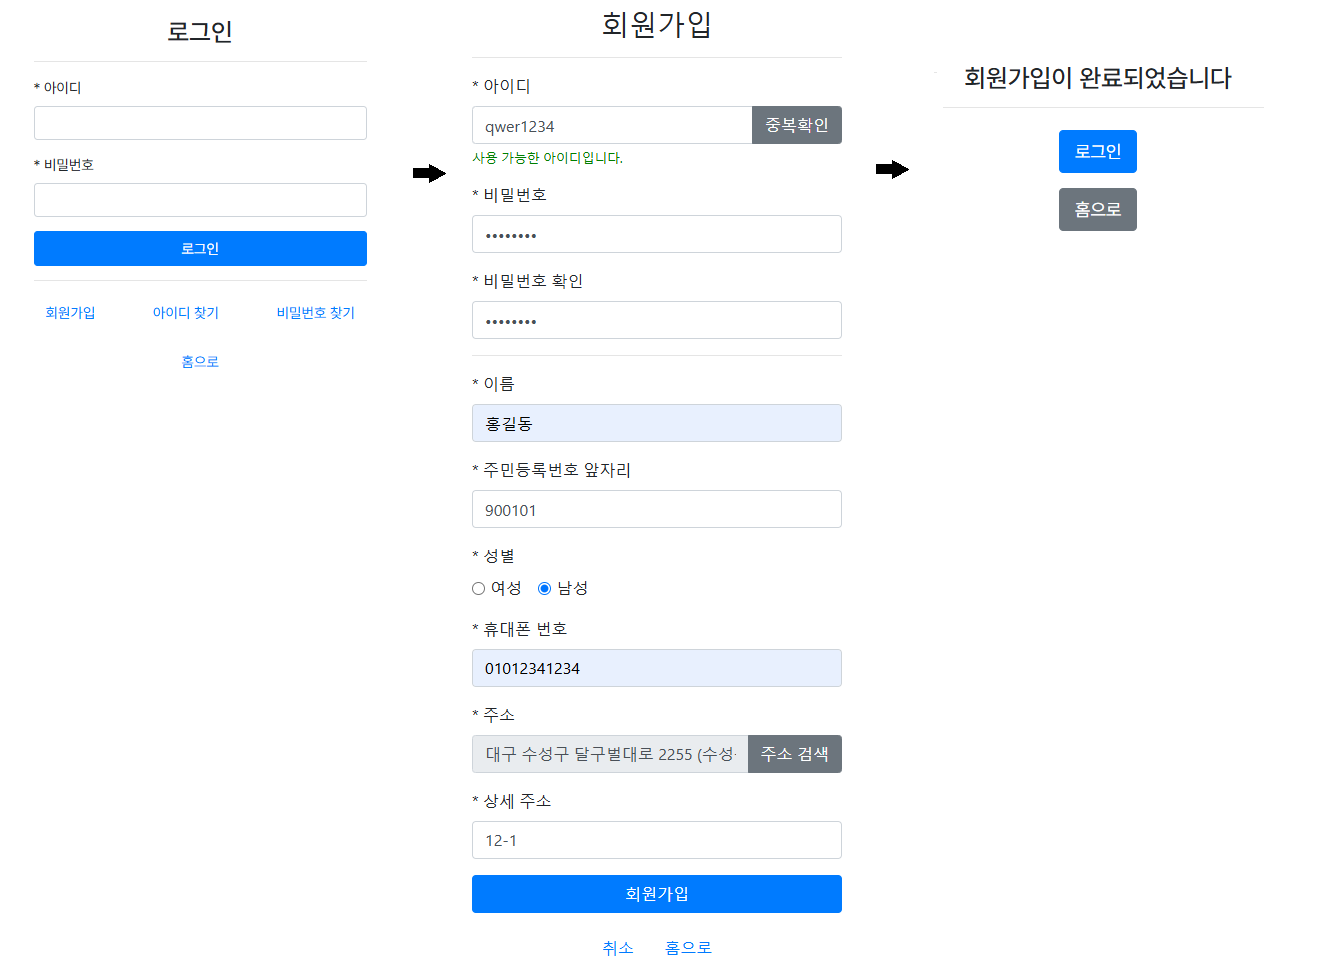 로그인
* 아이디
* 비밀번호
로그인
회원가입 아이디 찾기 비밀번호 찾기
홈으로
회원가입
* 아이디
qwer1234 중복확인
사용 가능한 아이디입니다.
* 비밀번호
••••••••
* 비밀번호 확인
••••••••
* 이름
홍길동
* 주민등록번호 앞자리
900101
* 성별
여성 남성
* 휴대폰 번호
01012341234
* 주소
대구 수성구 달구벌대로 2255 (수성 주소 검색
* 상세 주소
12-1
회원가입
취소 홈으로
회원가입이 완료되었습니다
로그인
홈으로